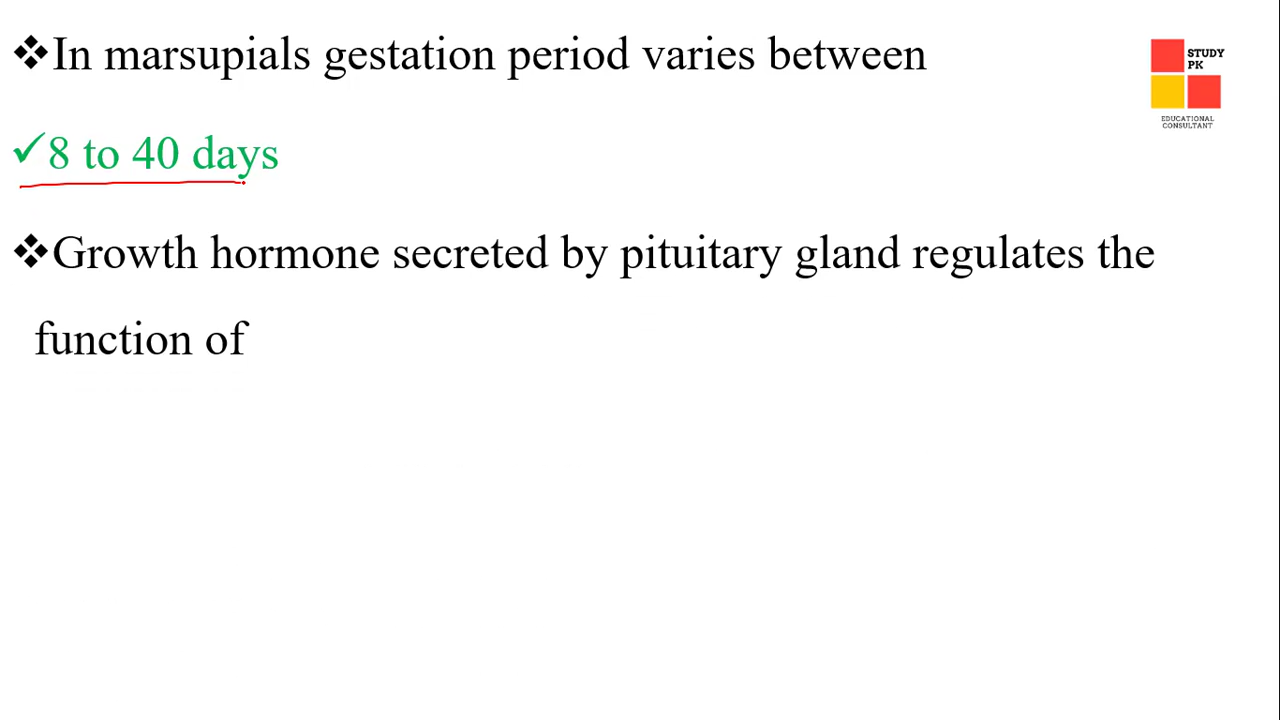 ❖In marsupials gestation period varies between
STUDY
PK
EDUCATIONAL
CONSULTANT
✓8 to 40 days
❖Growth hormone secreted by pituitary gland regulates the
function of